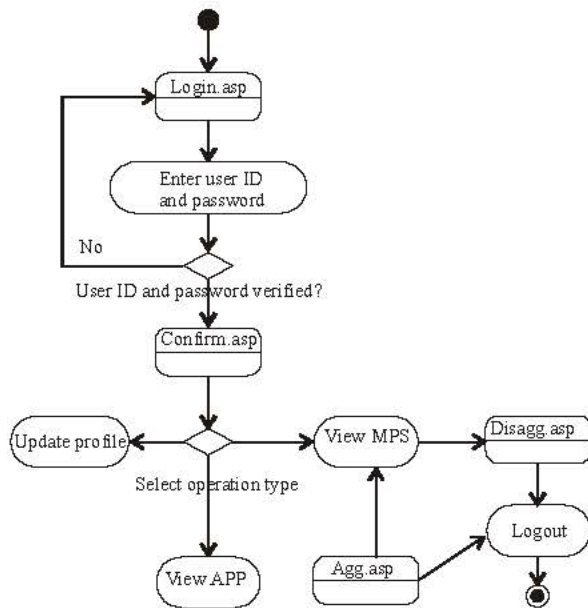 Login.asp
Enter user ID
and password
No
User ID and password verified?
Confirm.asp
Update profile
View MPS
Disagg.asp
Select operation type
Logout
View APP
Agg.asp